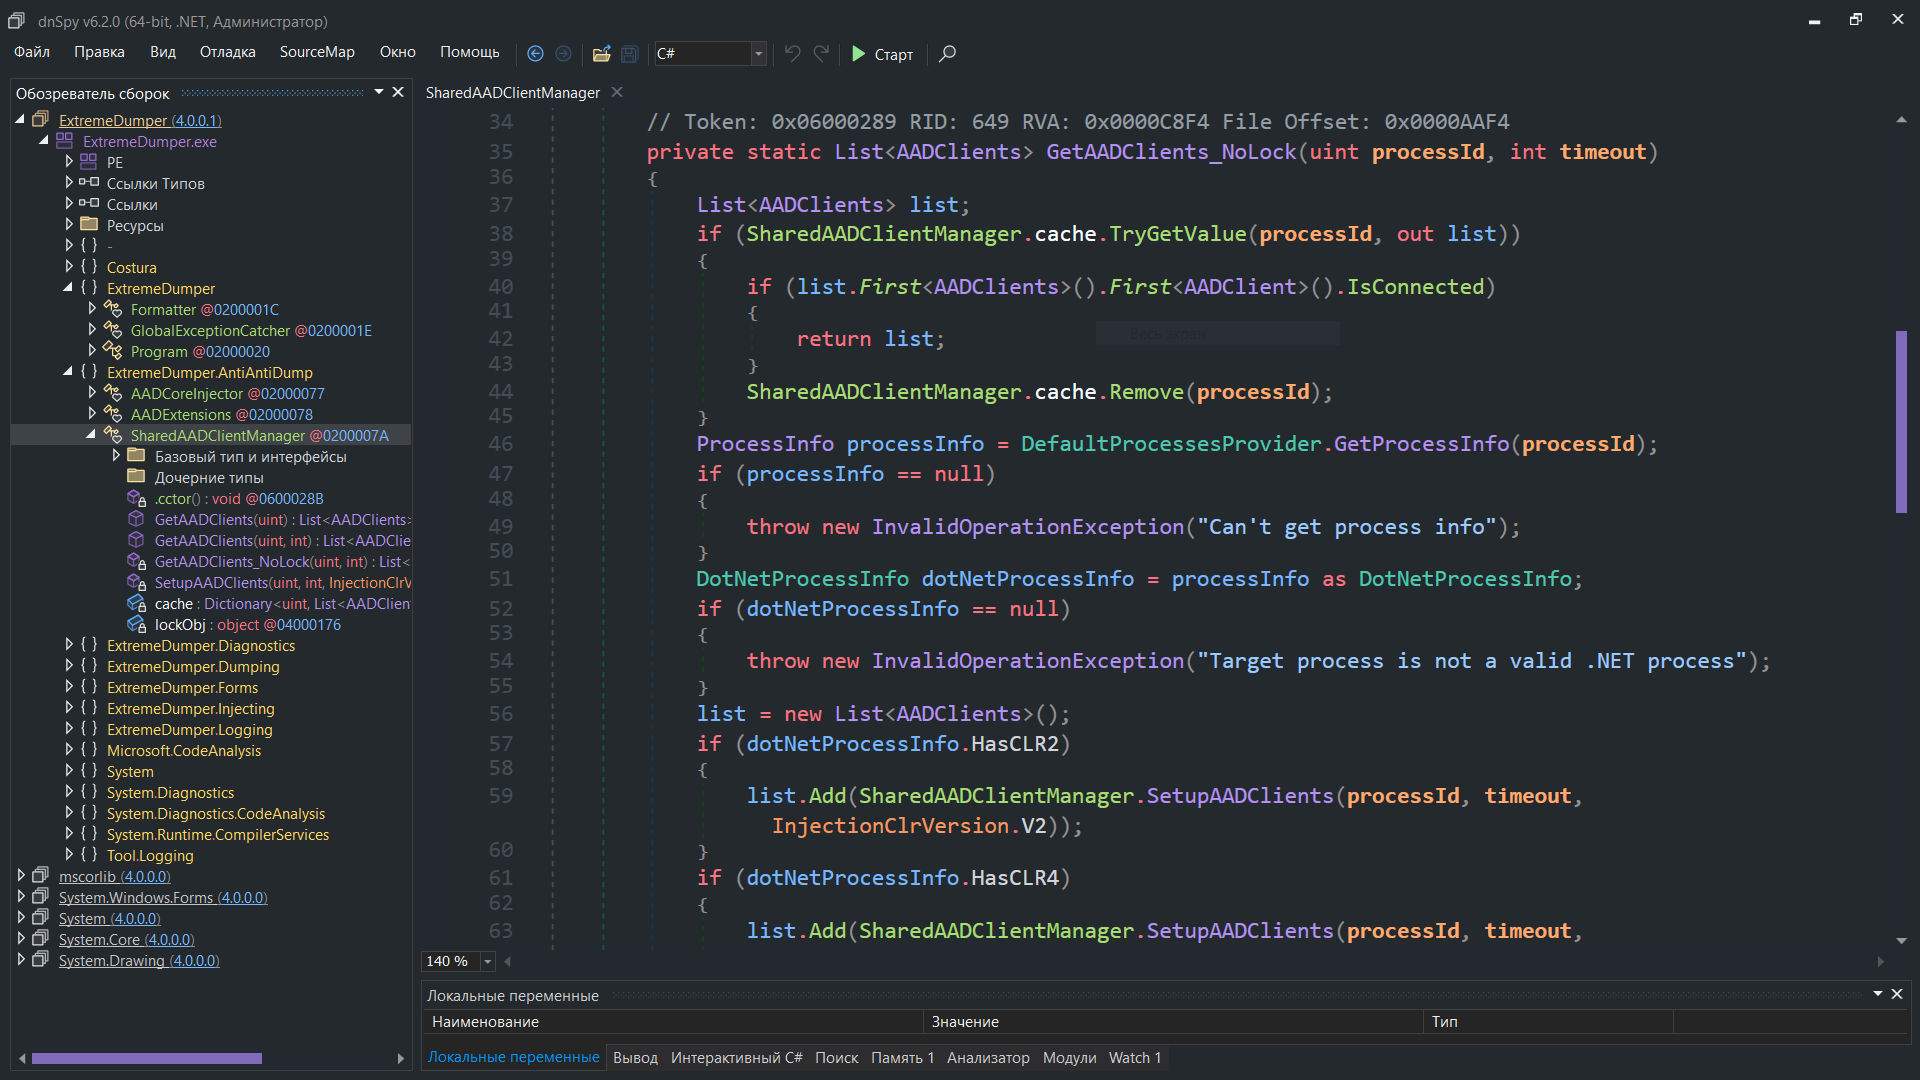 dnSpy v6.2.0 (64-bit, .NET, Администратор)
Файл Правка Вид Отладка SourceMap Окно Помощь C# Старт
Обозреватель сборок
ExtremeDumper (4.0.0.1)
ExtremeDumper.exe
PE
Ссылки Типов
Ссылки
Ресурсы
{ } -
{ } Costura
{ } ExtremeDumper
Formatter @0200001C
GlobalExceptionCatcher @0200001E
Program @02000020
{ } ExtremeDumper.AntiAntiDump
AADCoreInjector @02000077
AADExtensions @02000078
SharedAADClientManager @0200007A
Базовый тип и интерфейсы
Дочерние типы
.cctor() : void @0600028B
GetAADClients(uint) : List<AADClients>
GetAADClients(uint, int) : List<AADClie
GetAADClients_NoLock(uint, int) : List<
SetupAADClients(uint, int, InjectionClrV
cache : Dictionary<uint, List<AADClien
lockObj : object @04000176
{ } ExtremeDumper.Diagnostics
{ } ExtremeDumper.Dumping
{ } ExtremeDumper.Forms
{ } ExtremeDumper.Injecting
{ } ExtremeDumper.Logging
{ } Microsoft.CodeAnalysis
{ } System
{ } System.Diagnostics
{ } System.Diagnostics.CodeAnalysis
{ } System.Runtime.CompilerServices
{ } Tool.Logging
mscorlib (4.0.0.0)
System.Windows.Forms (4.0.0.0)
System (4.0.0.0)
System.Core (4.0.0.0)
System.Drawing (4.0.0.0)
SharedAADClientManager
34 // Token: 0x06000289 RID: 649 RVA: 0x0000C8F4 File Offset: 0x0000AAF4
35 private static List<AADClients> GetAADClients_NoLock(uint processId, int timeout)
36 {
37 List<AADClients> list;
38 if (SharedAADClientManager.cache.TryGetValue(processId, out list))
39 {
40 if (list.First<AADClients>().First<AADClient>().IsConnected)
41 {
42 return list;
43 }
44 SharedAADClientManager.cache.Remove(processId);
45 }
46 ProcessInfo processInfo = DefaultProcessesProvider.GetProcessInfo(processId);
47 if (processInfo == null)
48 {
49 throw new InvalidOperationException("Can't get process info");
50 }
51 DotNetProcessInfo dotNetProcessInfo = processInfo as DotNetProcessInfo;
52 if (dotNetProcessInfo == null)
53 {
54 throw new InvalidOperationException("Target process is not a valid .NET process");
55 }
56 list = new List<AADClients>();
57 if (dotNetProcessInfo.HasCLR2)
58 {
59 list.Add(SharedAADClientManager.SetupAADClients(processId, timeout,
InjectionClrVersion.V2));
60 }
61 if (dotNetProcessInfo.HasCLR4)
62 {
63 list.Add(SharedAADClientManager.SetupAADClients(processId, timeout,
140 %
Локальные переменные
Наименование Значение Тип
Локальные переменные Вывод Интерактивный C# Поиск Память 1 Анализатор Модули Watch 1